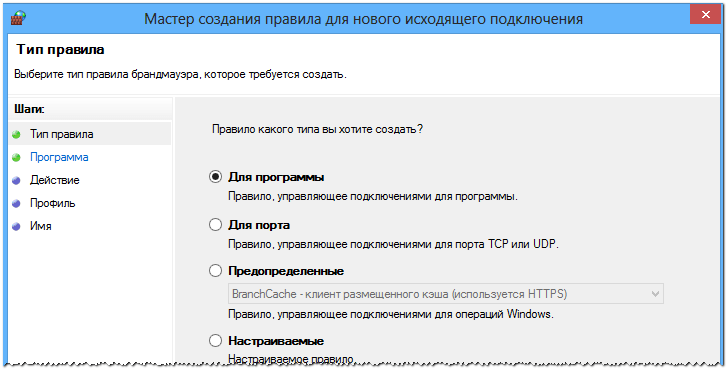 Мастер создания правила для нового исходящего подключения
Тип правила
Выберите тип правила брандмауэра, которое требуется создать.
Шаги:
Тип правила
Программа
Действие
Профиль
Имя
Правило какого типа вы хотите создать?
Для программы
Правило, управляющее подключениями для программы.
Для порта
Правило, управляющее подключениями для порта TCP или UDP.
Предопределенные
BranchCache - клиент размещенного кэша (используется HTTPS)
Правило, управляющее подключениями для операций Windows.
Настраиваемые
Настраиваемое правило.